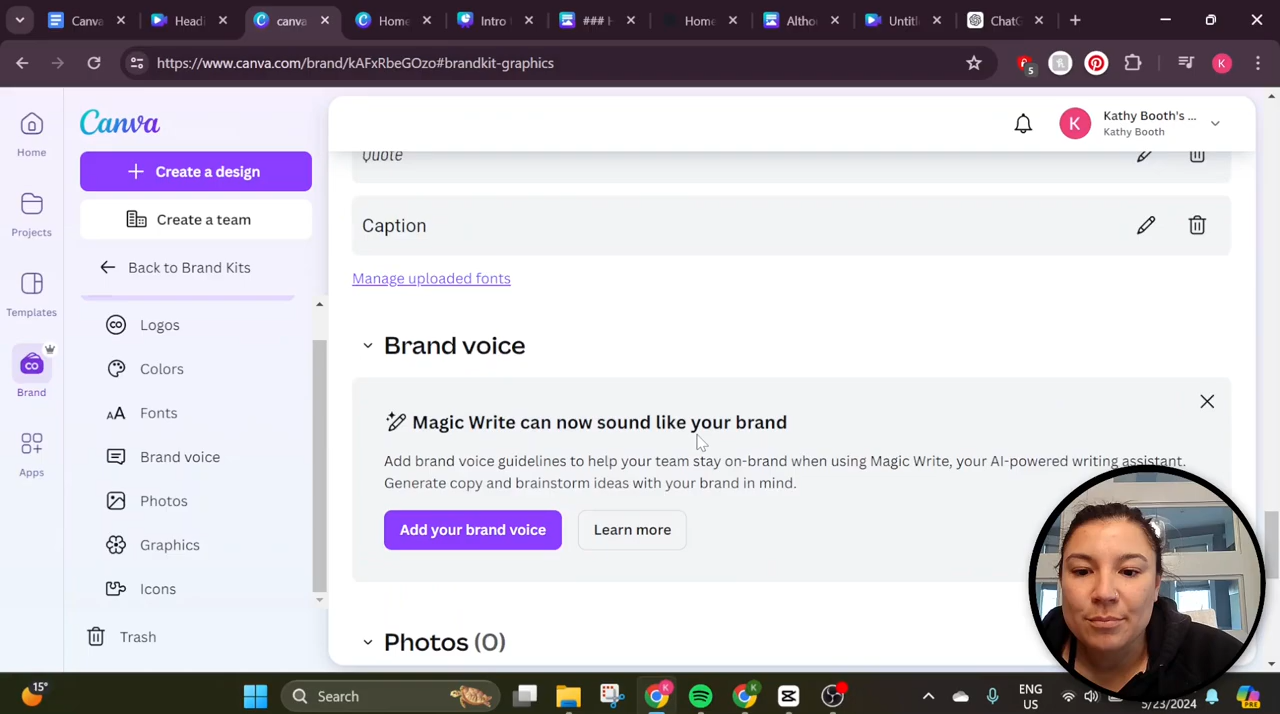 Canva
Headi
canva
Home
Intro
### H
Home
Altho
Untitl
ChatG
https://www.canva.com/brand/kAFxRbeGOzo#brandkit-graphics
5
K
Home
Projects
Templates
Brand
Apps
Canva
Create a design
Create a team
Back to Brand Kits
Logos
Colors
Fonts
Brand voice
Photos
Graphics
Icons
Trash
K
Kathy Booth's ...
Kathy Booth
Quote
Caption
Manage uploaded fonts
Brand voice
Magic Write can now sound like your brand
Add brand voice guidelines to help your team stay on-brand when using Magic Write, your AI-powered writing assistant.
Generate copy and brainstorm ideas with your brand in mind.
Add your brand voice
Learn more
Photos (0)
15°
Search
ENG
US
5/23/2024
PRE